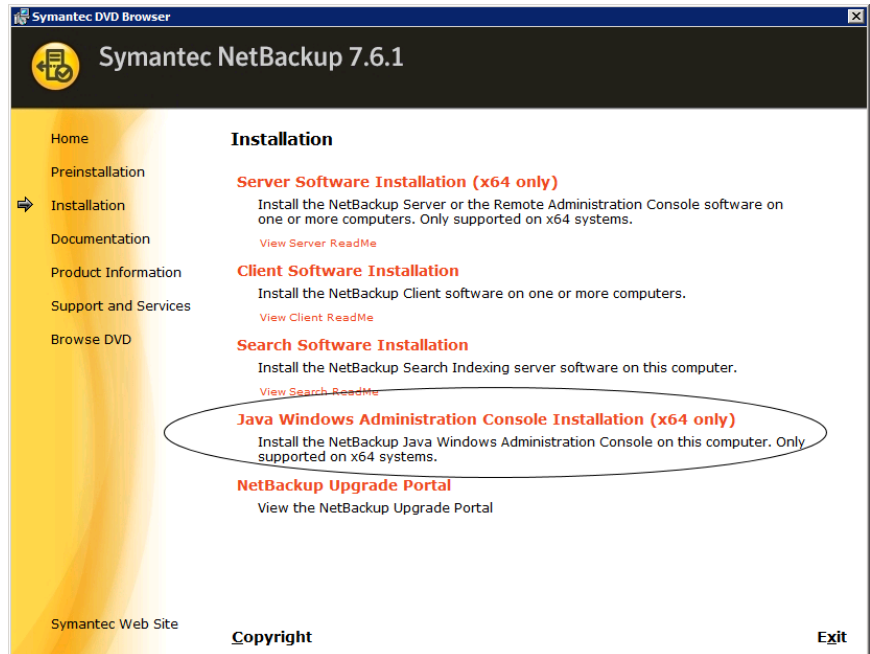 Symantec DVD Browser
Symantec NetBackup 7.6.1
Home
Preinstallation
Installation
Documentation
Product Information
Support and Services
Browse DVD
Symantec Web Site
Installation
Server Software Installation (x64 only)
Install the NetBackup Server or the Remote Administration Console software on
one or more computers. Only supported on x64 systems.
View Server ReadMe
Client Software Installation
Install the NetBackup Client software on one or more computers.
View Client ReadMe
Search Software Installation
Install the NetBackup Search Indexing server software on this computer.
View Search ReadMe
Java Windows Administration Console Installation (x64 only)
Install the NetBackup Java Windows Administration Console on this computer. Only
supported on x64 systems.
NetBackup Upgrade Portal
View the NetBackup Upgrade Portal
Copyright
Exit